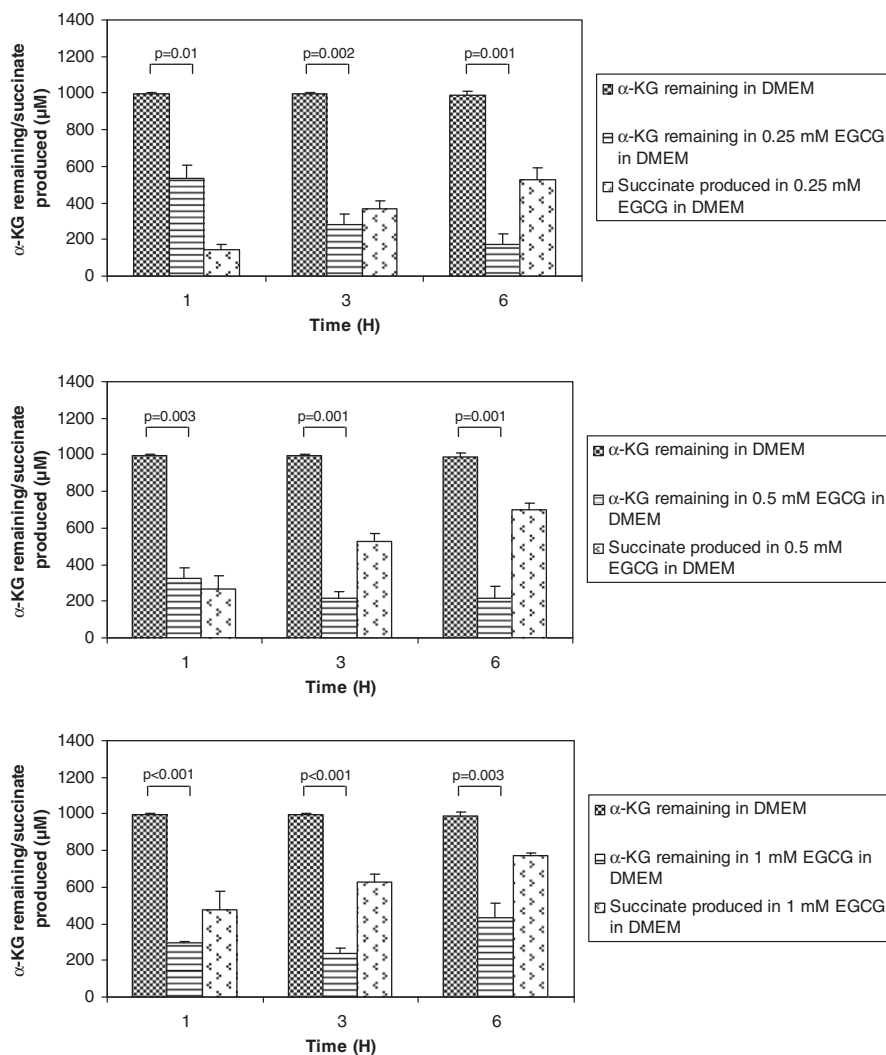 α-KG remaining/succinate
produced (µM)
1400
1200
1000
800
600
400
200
0
p=0.01
p=0.002
p=0.001
1
3
6
Time (H)
α-KG remaining in DMEM
α-KG remaining in 0.25 mM EGCG
in DMEM
Succinate produced in 0.25 mM
EGCG in DMEM
α-KG remaining/succinate
produced (µM)
1400
1200
1000
800
600
400
200
0
p=0.003
p=0.001
p=0.001
1
3
6
Time (H)
α-KG remaining in DMEM
α-KG remaining in 0.5 mM EGCG in
DMEM
Succinate produced in 0.5 mM
EGCG in DMEM
α-KG remaining/succinate
produced (µM)
1400
1200
1000
800
600
400
200
0
p<0.001
p<0.001
p=0.003
1
3
6
Time (H)
α-KG remaining in DMEM
α-KG remaining in 1 mM EGCG in
DMEM
Succinate produced in 1 mM EGCG
in DMEM